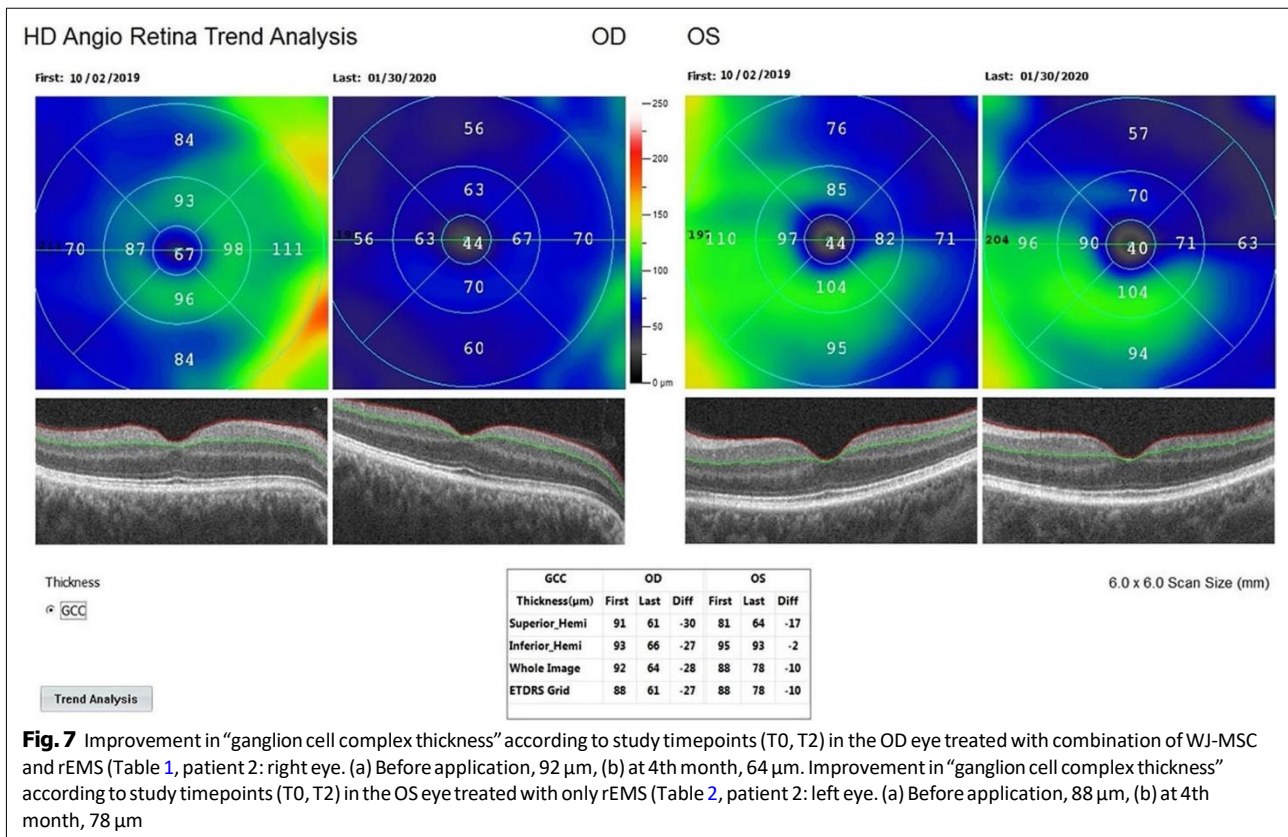 HD Angio Retina Trend Analysis OD OS
First: 10/02/2019 Last: 01/30/2020 First: 10/02/2019 Last: 01/30/2020
84
93
70 87 67 98 111
96
84
56
63
56 63 44 67 70
70
60
250
200
150
100
50
0 µm
76
85
110 97 44 82 71
104
95
57
70
204 96 90 40 71 63
104
94
Thickness
GCC
6.0 x 6.0 Scan Size (mm)
GCC OD OS
Thickness(µm) First Last Diff First Last Diff
Superior_Hemi 91 61 -30 81 64 -17
Inferior_Hemi 93 66 -27 95 93 -2
Whole Image 92 64 -28 88 78 -10
ETDRS Grid 88 61 -27 88 78 -10
Trend Analysis
Fig. 7 Improvement in “ganglion cell complex thickness” according to study timepoints (T0, T2) in the OD eye treated with combination of WJ-MSC
and rEMS (Table 1, patient 2: right eye. (a) Before application, 92 µm, (b) at 4th month, 64 µm. Improvement in “ganglion cell complex thickness”
according to study timepoints (T0, T2) in the OS eye treated with only rEMS (Table 2, patient 2: left eye. (a) Before application, 88 µm, (b) at 4th
month, 78 µm